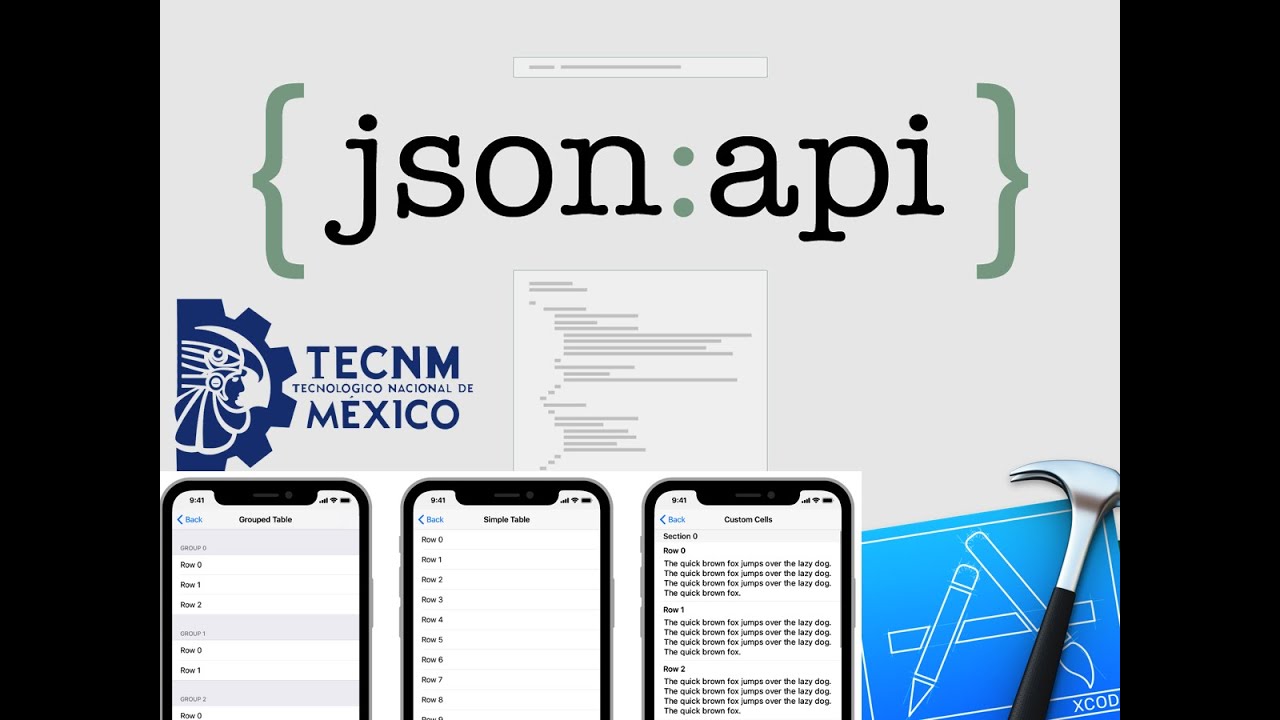 {json:api}
TECNM
TECNOLOGICO NACIONAL DE
MÉXICO
9:41
Back
Grouped Table
GROUP 0
Row 0
Row 1
Row 2
GROUP 1
Row 0
Row 1
GROUP 2
Row 0
9:41
Back
Simple Table
Row 0
Row 1
Row 2
Row 3
Row 4
Row 5
Row 6
Row 7
Row 8
Row 9
9:41
Back
Custom Cells
Section 0
Row 0
The quick brown fox jumps over the lazy dog.
The quick brown fox jumps over the lazy dog.
The quick brown fox jumps over the lazy dog.
The quick brown fox.
Row 1
The quick brown fox jumps over the lazy dog.
The quick brown fox jumps over the lazy dog.
The quick brown fox jumps over the lazy dog.
The quick brown fox.
Row 2
The quick brown fox jumps over the lazy dog.
The quick brown fox jumps over the lazy dog.
The quick brown fox jumps over the lazy dog.
The quick brown fox.
XCOD